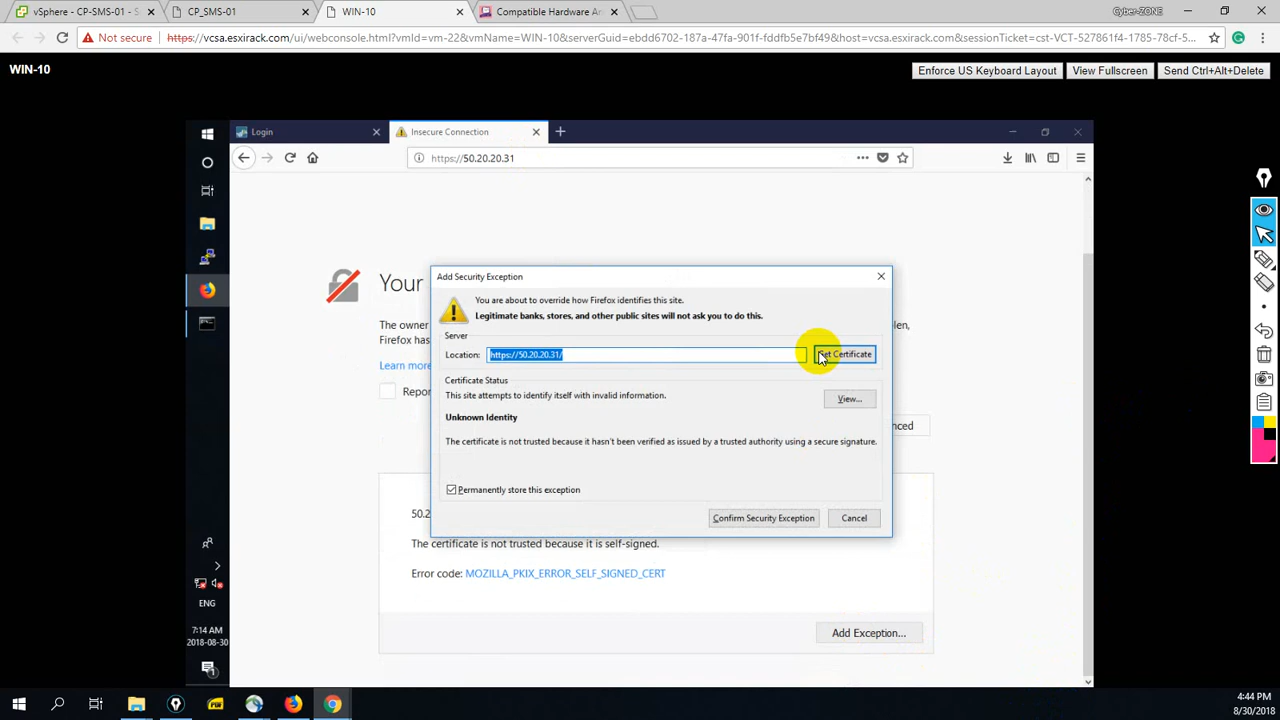 vSphere - CP-SMS-01 - S
CP_SMS-01
WIN-10
Compatible Hardware An
Cyber-ZONE
Not secure
https://vcsa.esxirack.com/ui/webconsole.html?vmId=vm-22&vmName=WIN-10&serverGuid=ebdd6702-187a-47fa-901f-fddfb5e7bf49&host=vcsa.esxirack.com&sessionTicket=cst-VCT-527861f4-1785-78cf-5...
WIN-10
Enforce US Keyboard Layout
View Fullscreen
Send Ctrl+Alt+Delete
Login
Insecure Connection
https://50.20.20.31
Add Security Exception
Your
You are about to override how Firefox identifies this site.
Legitimate banks, stores, and other public sites will not ask you to do this.
The owner
Firefox has
Server
Location:
https://50.20.20.31/
Certificate
Learn more
Certificate Status
This site attempts to identify itself with invalid information.
View...
Repor
Unknown Identity
The certificate is not trusted because it hasn't been verified as issued by a trusted authority using a secure signature.
Permanently store this exception
50.2
Confirm Security Exception
Cancel
The certificate is not trusted because it is self-signed.
Error code: MOZILLA_PKIX_ERROR_SELF_SIGNED_CERT
Add Exception...
ENG
7:14 AM
2018-08-30
4:44 PM
8/30/2018